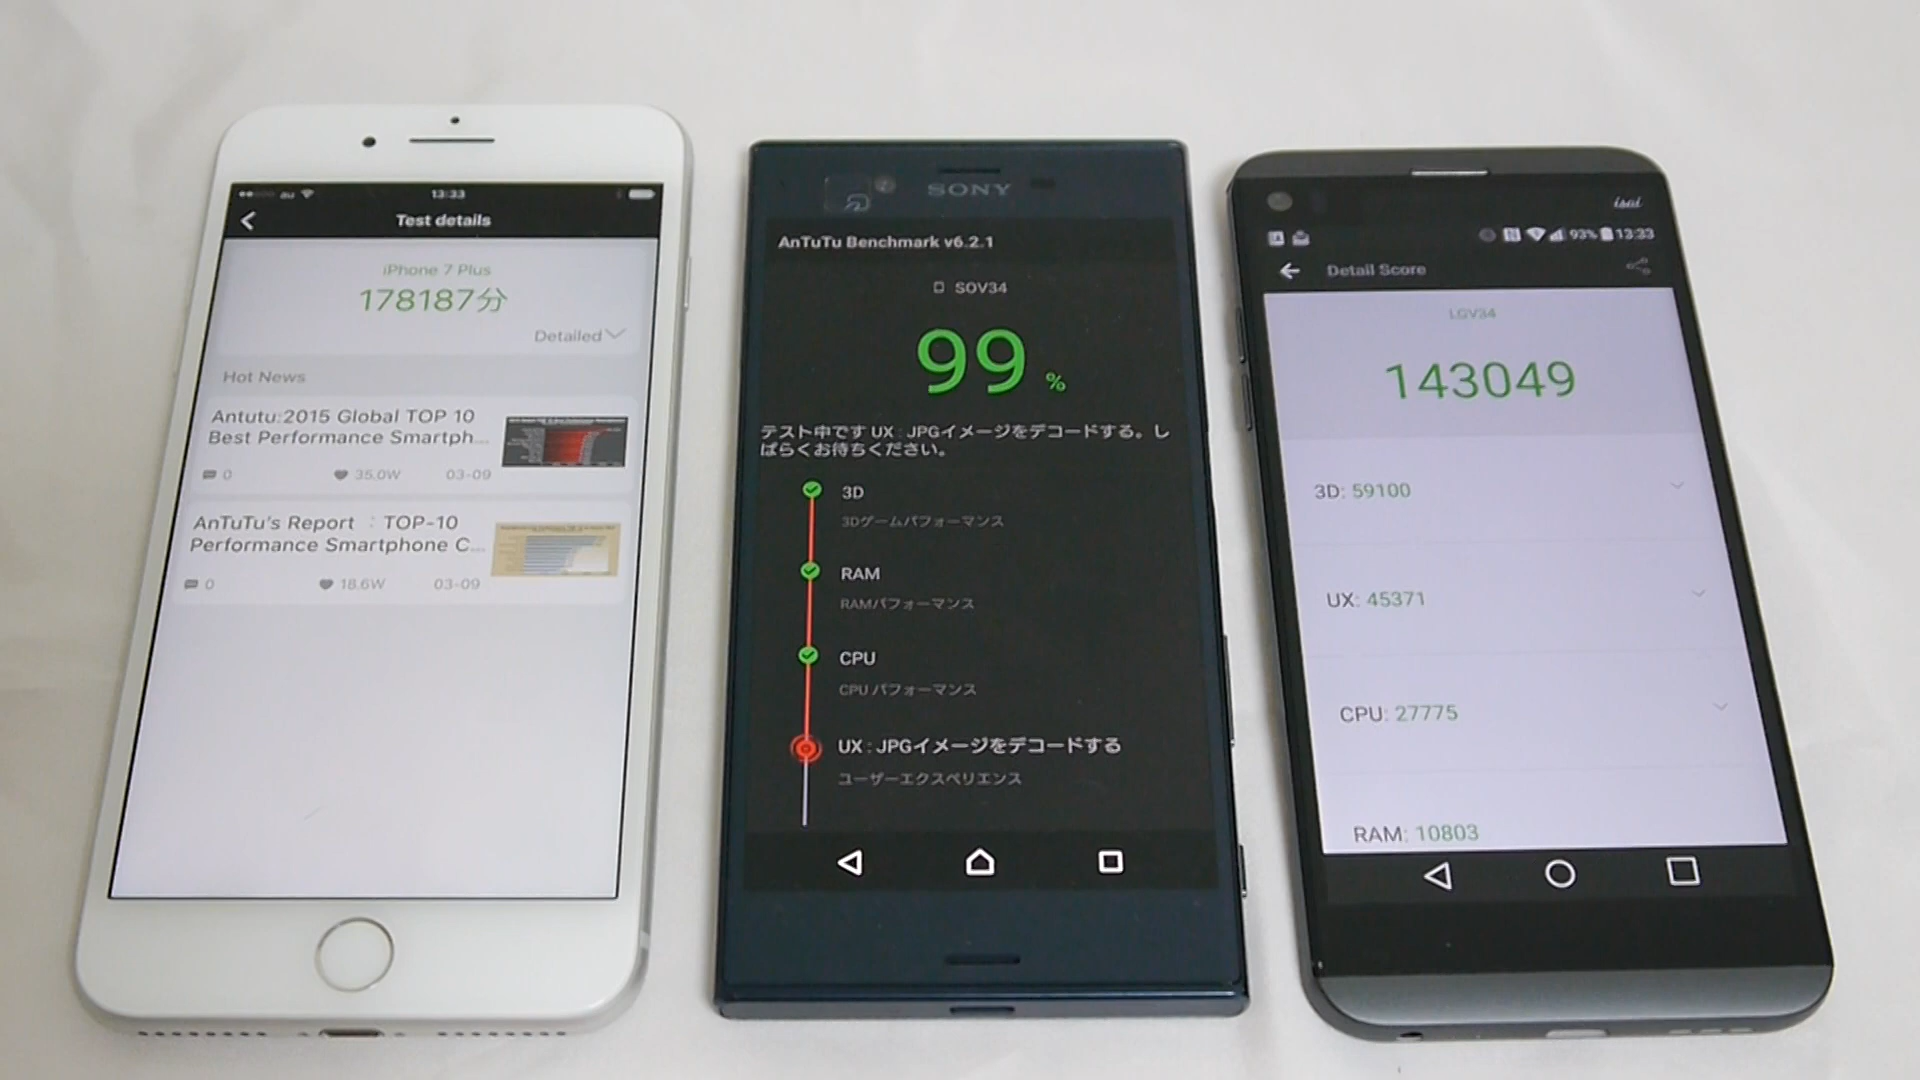 au 13:33
Test details
iPhone 7 Plus
178187分
Detailed
Hot News
Antutu:2015 Global TOP 10
Best Performance Smartph...
0 35.0W 03-09
AnTuTu's Report : TOP-10
Performance Smartphone C...
0 18.6W 03-09
SONY
AnTuTu Benchmark v6.2.1
SOV34
99 %
テスト中です UX : JPGイメージをデコードする。し
ばらくお待ちください。
3D
3Dゲームパフォーマンス
RAM
RAMパフォーマンス
CPU
CPU パフォーマンス
UX : JPGイメージをデコードする
ユーザーエクスペリエンス
isai
93% 13:33
Detail Score
LGV34
143049
3D: 59100
UX: 45371
CPU: 27775
RAM: 10803